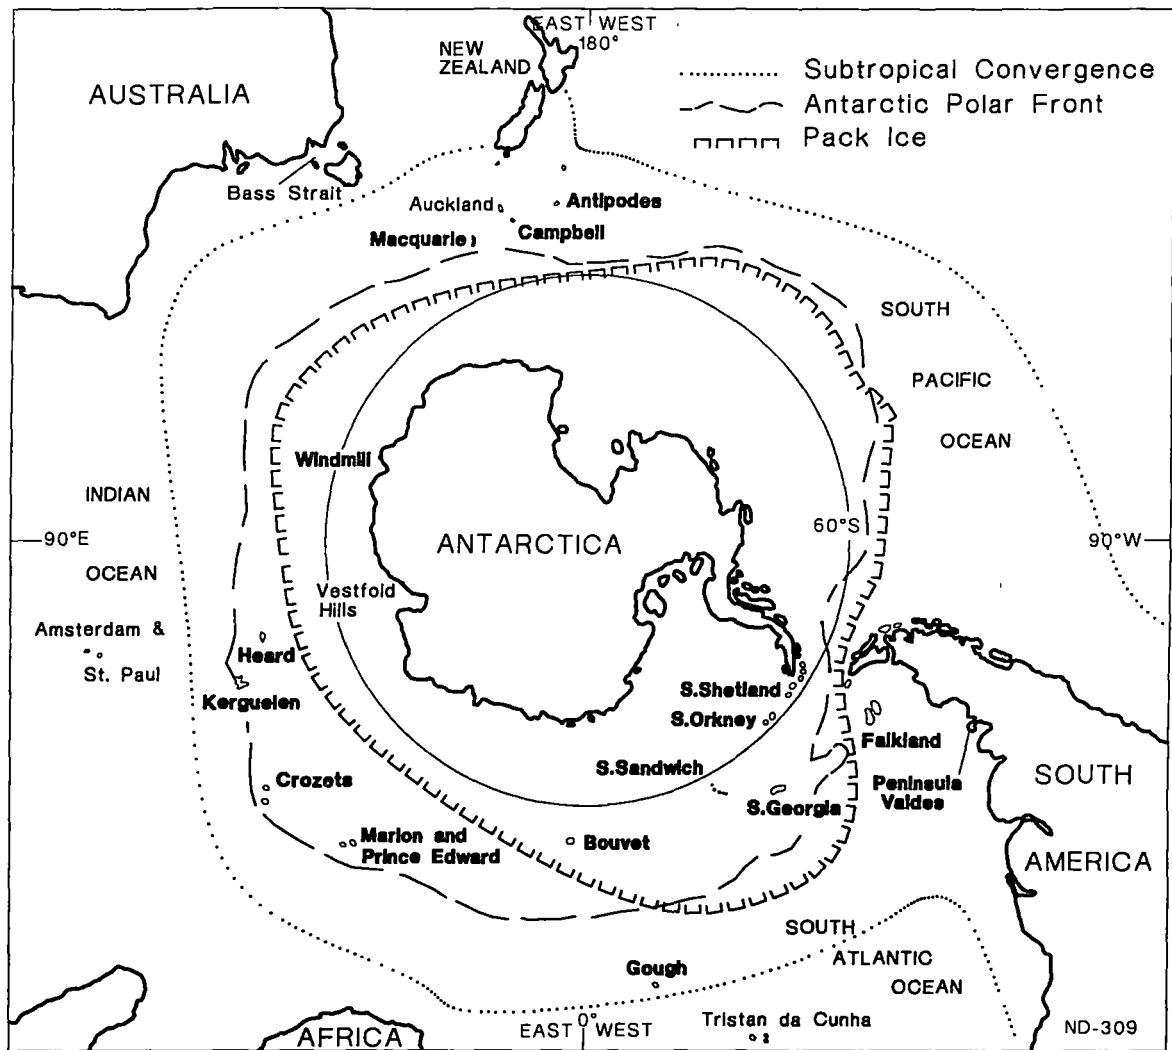 EAST WEST
180°
NEW
ZEALAND
AUSTRALIA
Subtropical Convergence
Antarctic Polar Front
Pack Ice
Bass Strait
Auckland
Antipodes
Campbell
Macquarie
SOUTH
PACIFIC
OCEAN
Windmill
INDIAN
OCEAN
90°E
ANTARCTICA
60°S
90°W
Vestfold
Hills
Amsterdam &
St. Paul
Heard
Kerguelen
S.Shetland
S.Orkney
Falkland
S.Sandwich
S.Georgia
Peninsula
Valdes
SOUTH
AMERICA
Crozets
Marion and
Prince Edward
Bouvet
SOUTH
ATLANTIC
OCEAN
Gough
Tristan da Cunha
AFRICA
EAST 0° WEST
ND-309